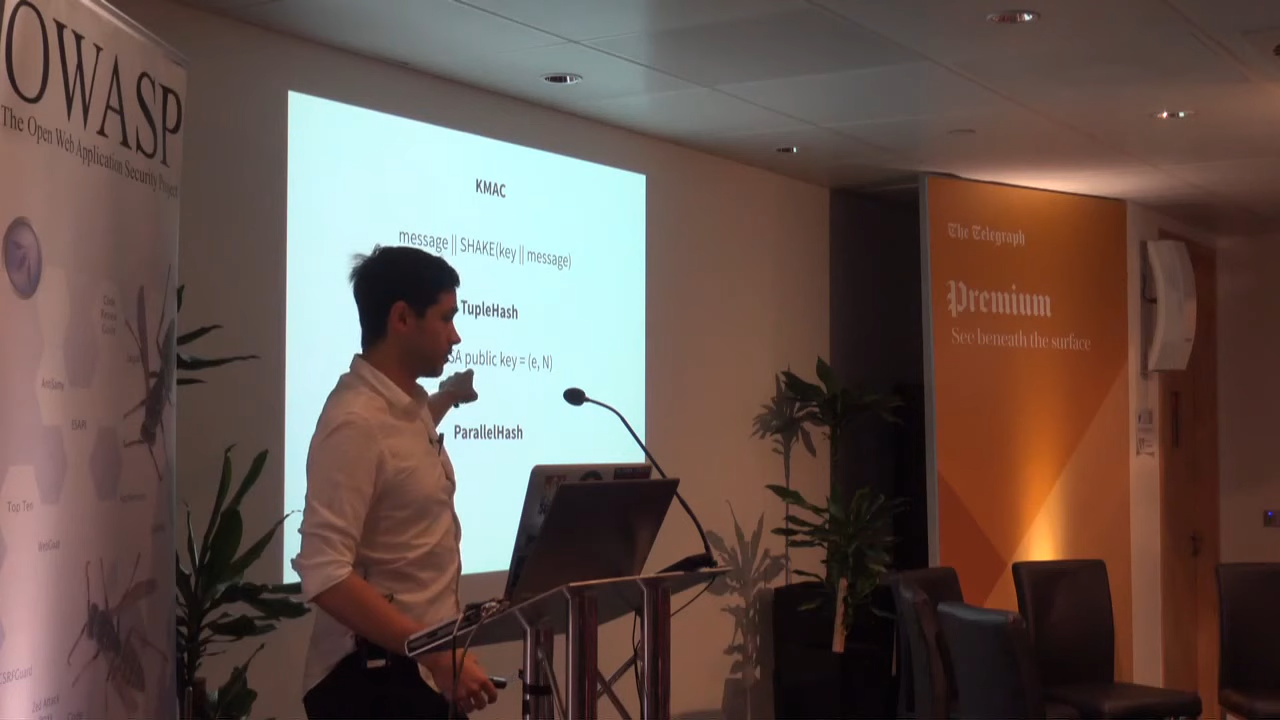 OWASP
The Open Web Application Security Project
Top Ten
KMAC
message || SHAKE(key || message)
TupleHash
SA public key = (e, N)
ParallelHash
The Telegraph
Premium
See beneath the surface